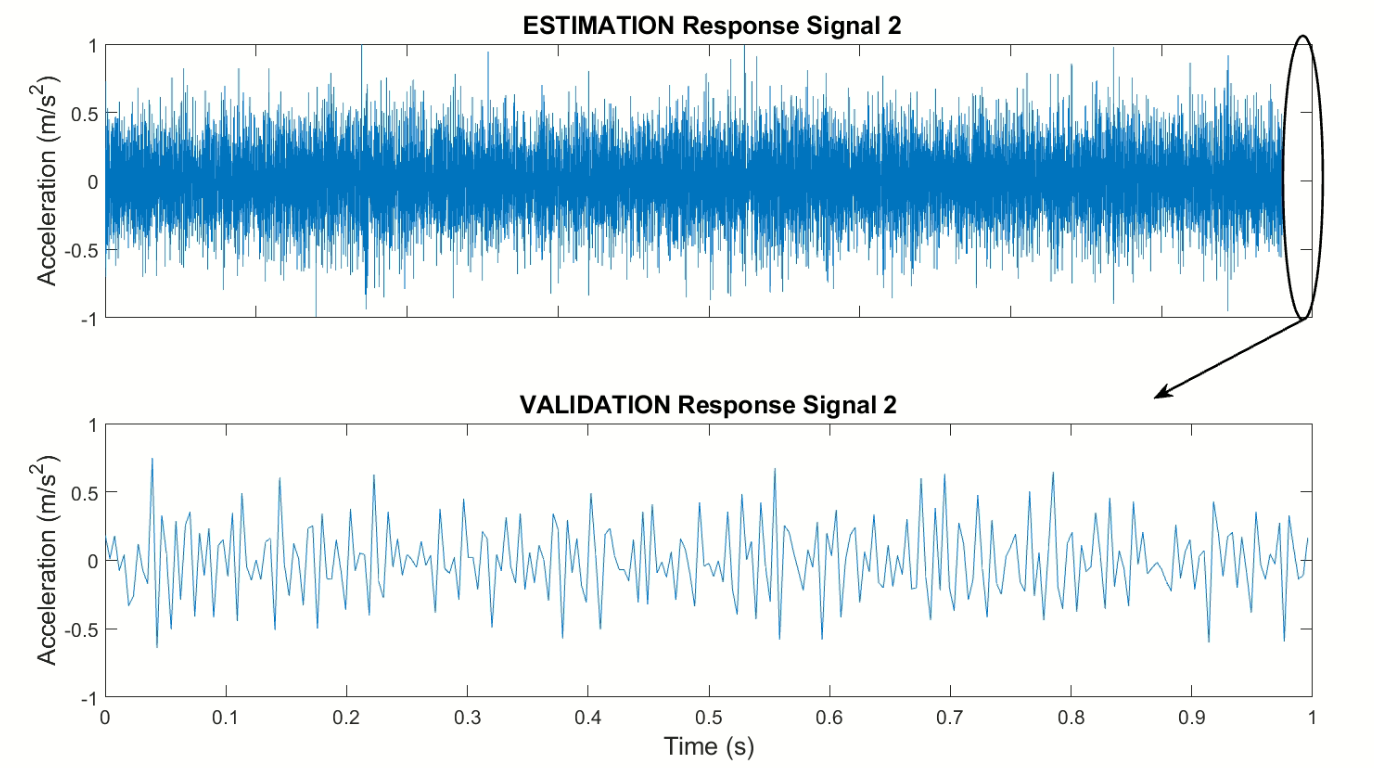 ESTIMATION Response Signal 2
1
0.5
0
-0.5
-1
Acceleration (m/s²)
VALIDATION Response Signal 2
1
0.5
0
-0.5
-1
Acceleration (m/s²)
0 0.1 0.2 0.3 0.4 0.5 0.6 0.7 0.8 0.9 1
Time (s)